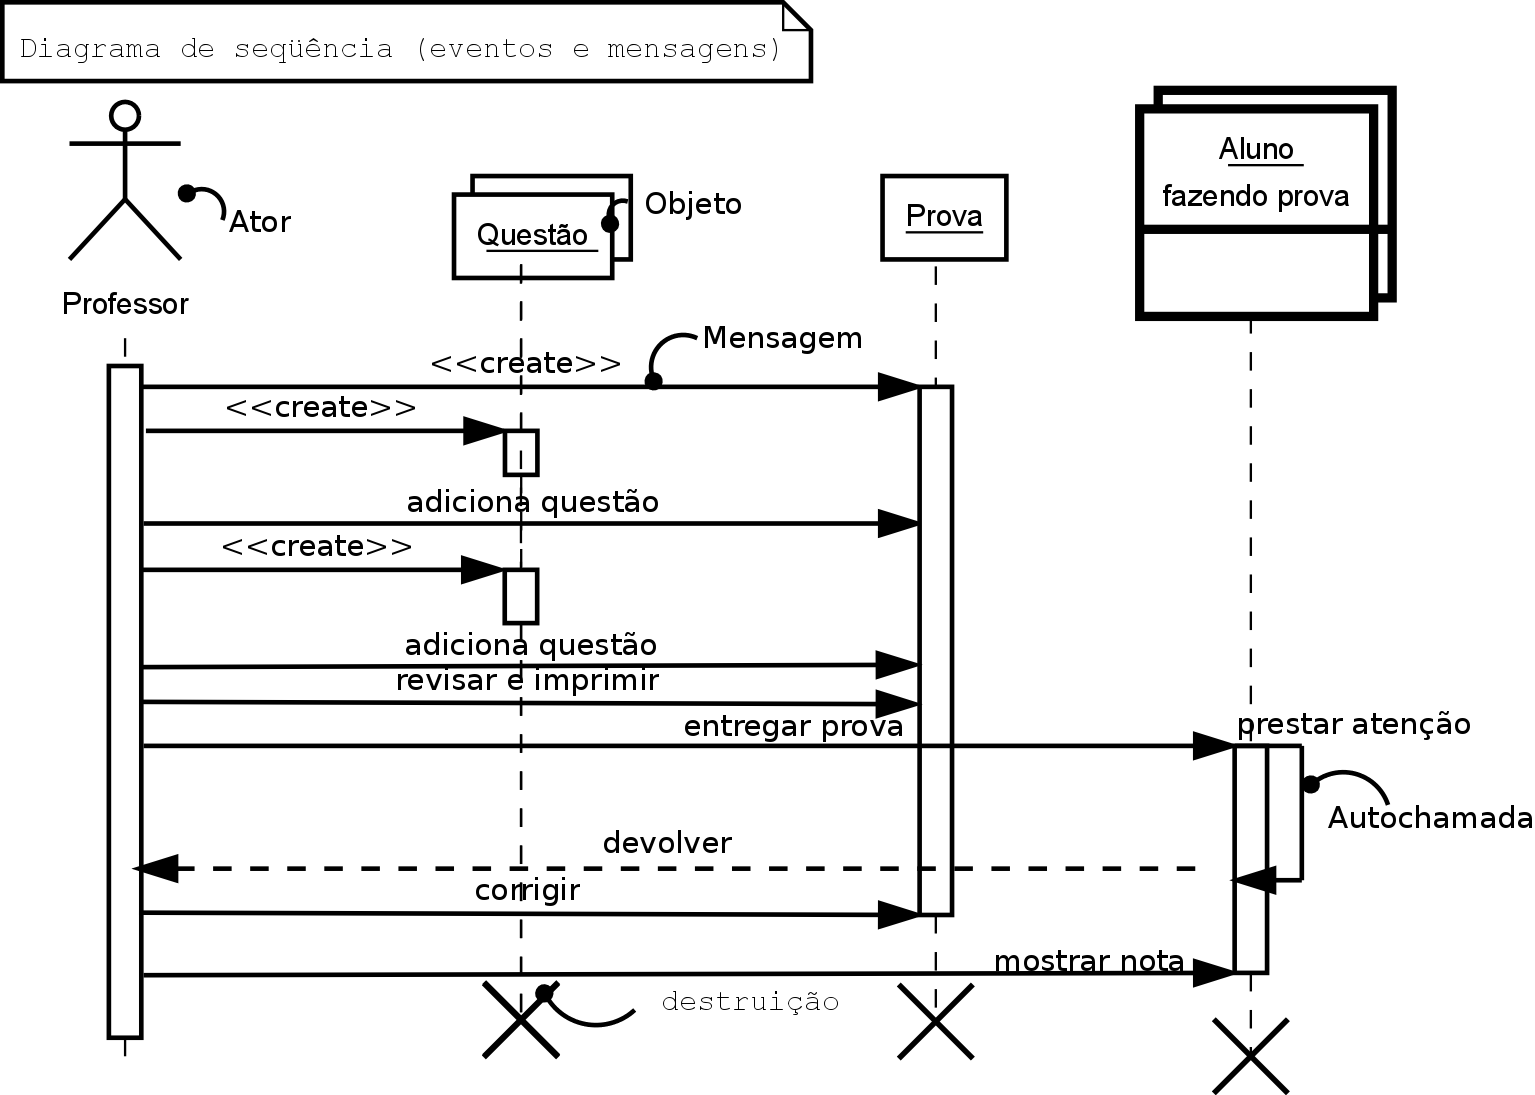 Diagrama de seqüência (eventos e mensagens)
Aluno
fazendo prova
Objeto
Prova
Ator
Questão
Professor
Mensagem
<<create>>
<<create>>
adiciona questão
<<create>>
adiciona questão
revisar e imprimir
entregar prova
prestar atenção
Autochamada
devolver
corrigir
mostrar nota
destruição